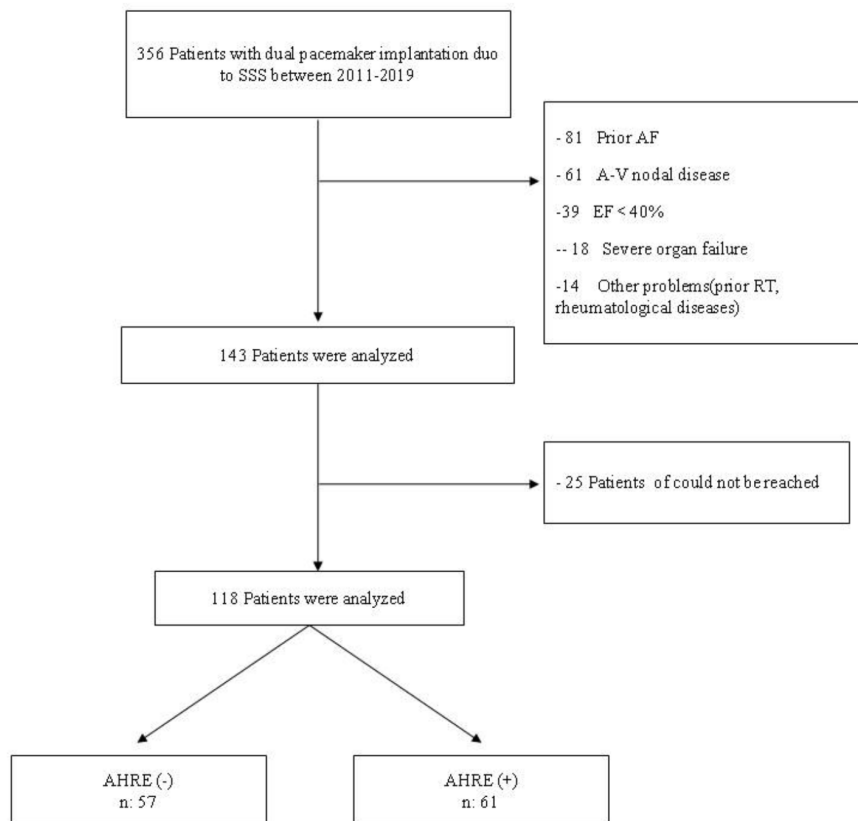 356 Patients with dual pacemaker implantation duo
to SSS between 2011-2019
- 81 Prior AF
- 61 A-V nodal disease
-39 EF < 40%
-- 18 Severe organ failure
-14 Other problems(prior RT,
rheumatological diseases)
143 Patients were analyzed
- 25 Patients of could not be reached
118 Patients were analyzed
AHRE (-)
n: 57
AHRE (+)
n: 61